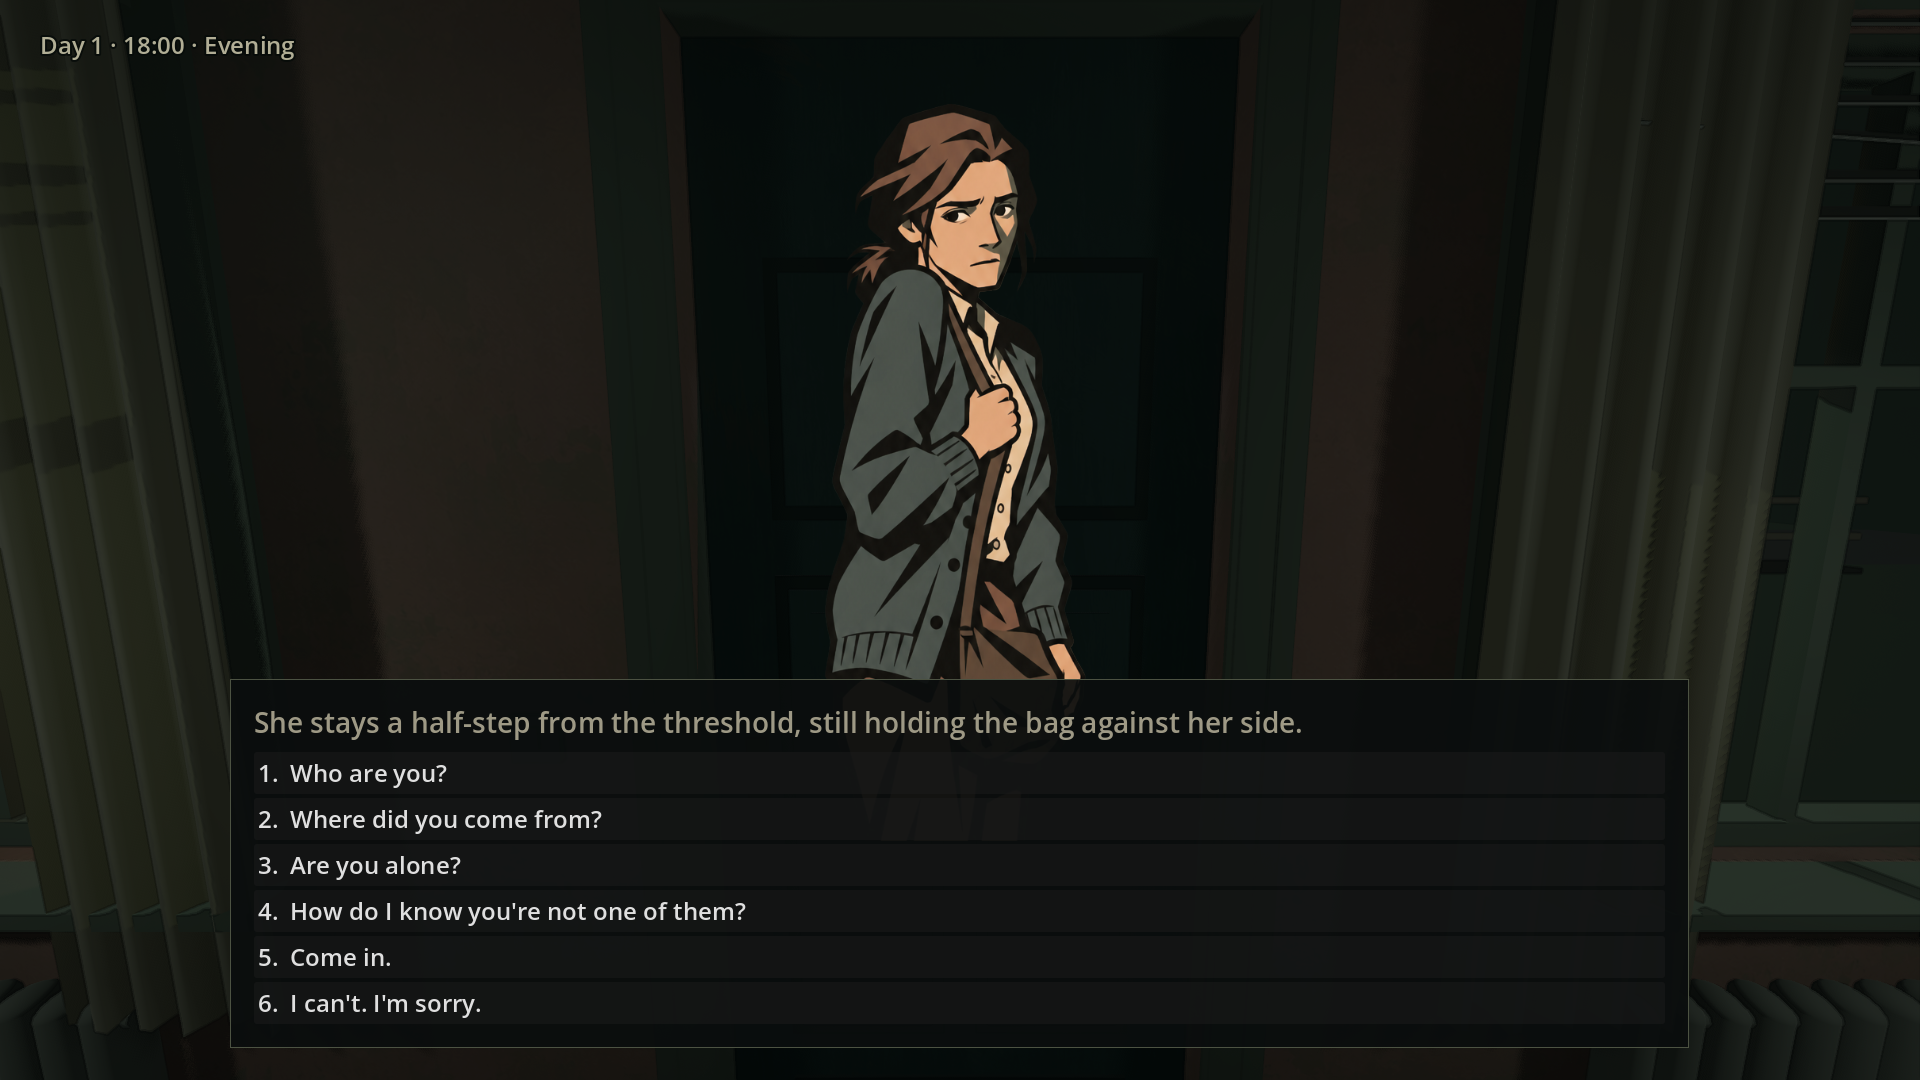 Day 1 · 18:00 · Evening
She stays a half-step from the threshold, still holding the bag against her side.
1. Who are you?
2. Where did you come from?
3. Are you alone?
4. How do I know you're not one of them?
5. Come in.
6. I can't. I'm sorry.